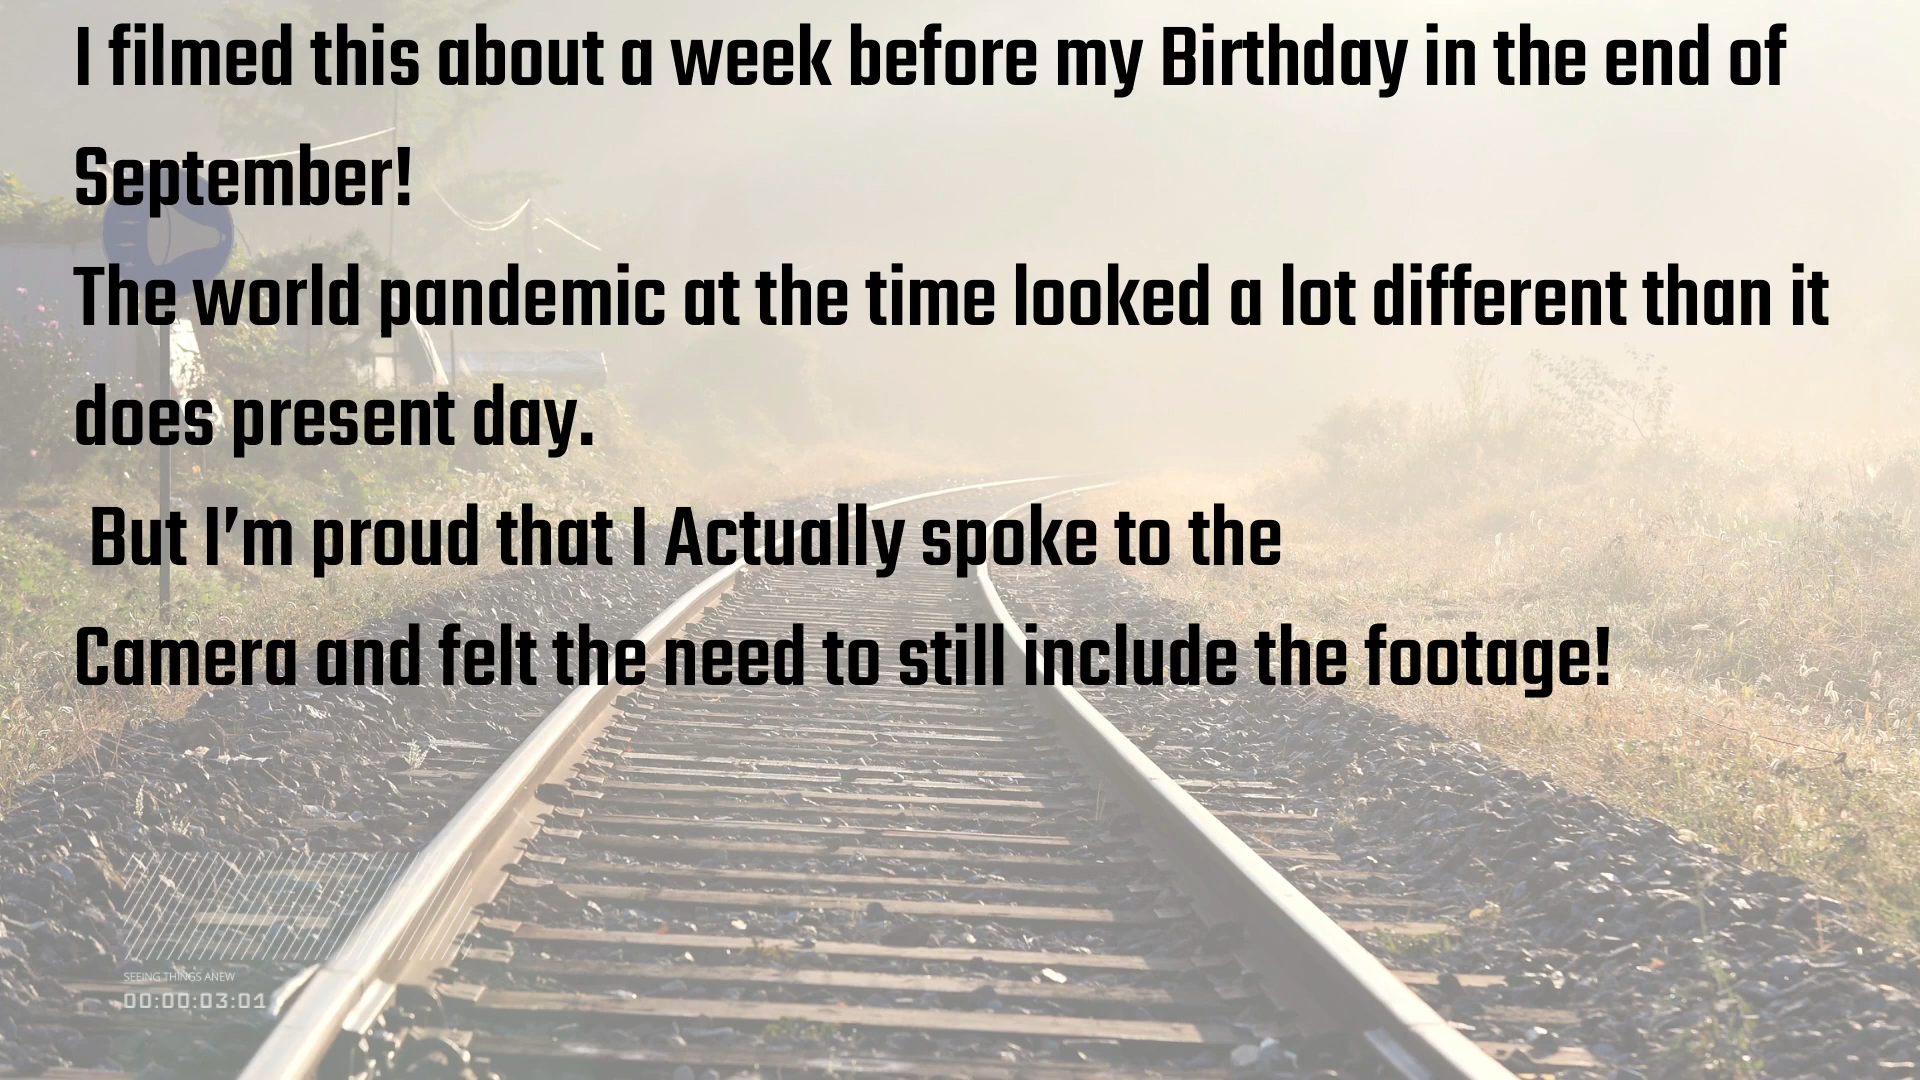 I filmed this about a week before my Birthday in the end of
September!
The world pandemic at the time looked a lot different than it
does present day.
But I’m proud that I Actually spoke to the
Camera and felt the need to still include the footage!
SEEING THINGS ANEW
00:00:03:01